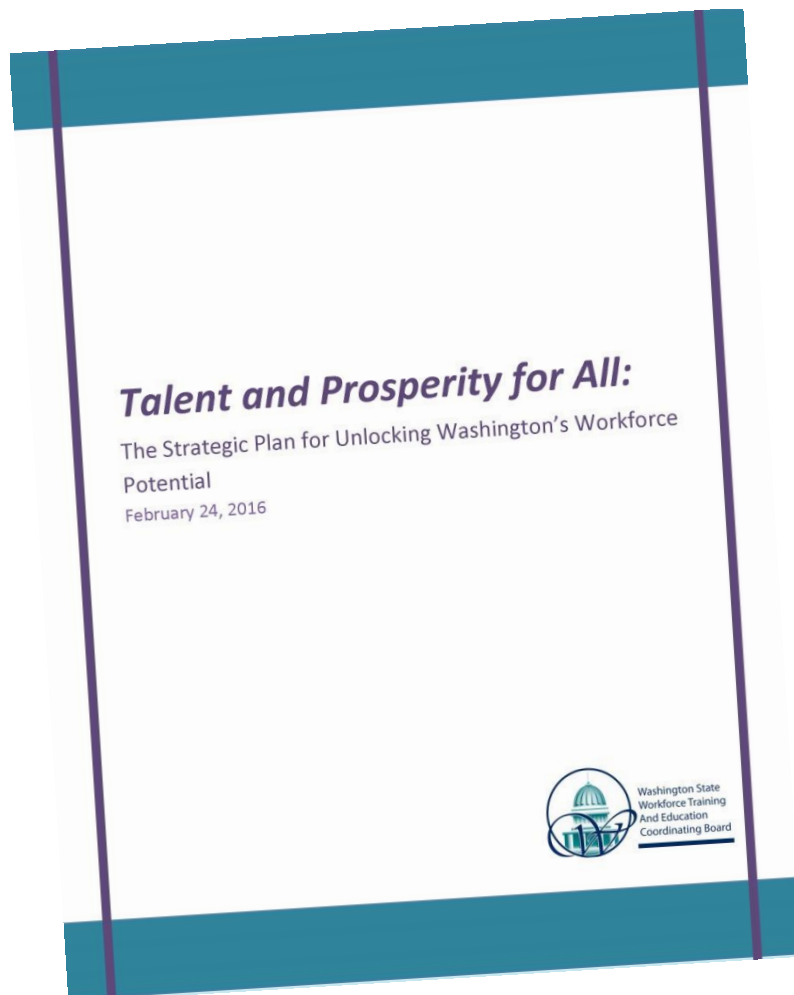 Talent and Prosperity for All:
The Strategic Plan for Unlocking Washington’s Workforce
Potential
February 24, 2016
Washington State
Workforce Training
And Education
Coordinating Board